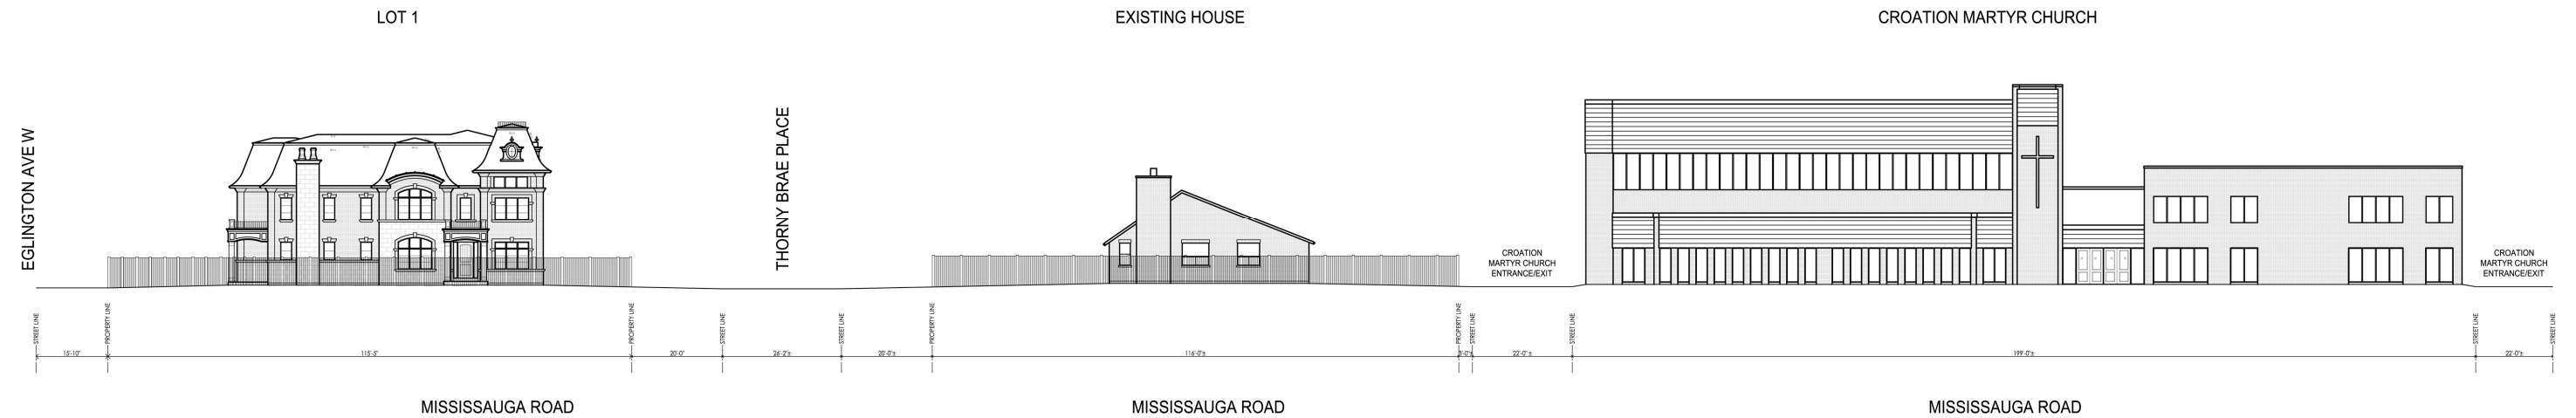 LOT 1
EXISTING HOUSE
CROATION MARTYR CHURCH
EGLINGTON AVE W
THORNY BRAE PLACE
CROATION
MARTYR CHURCH
ENTRANCE/EXIT
CROATION
MARTYR CHURCH
ENTRANCE/EXIT
STREET LINE
PROPERTY LINE
PROPERTY LINE
STREET LINE
STREET LINE
PROPERTY LINE
PROPERTY LINE
STREET LINE
STREET LINE
STREET LINE
STREET LINE
15'-10"
115'-5"
20'-0"
26'-2"±
20'-0"±
116'-0"±
22'-0"±
199'-0"±
22'-0"±
MISSISSAUGA ROAD
MISSISSAUGA ROAD
MISSISSAUGA ROAD